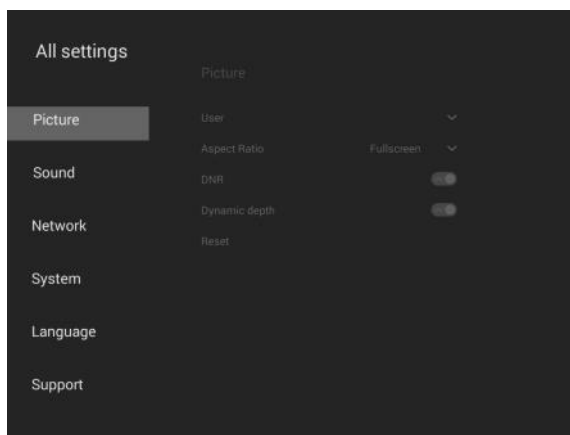 All settings
Picture
Sound
Network
System
Language
Support
Picture
User
Aspect Ratio Fullscreen
DNR
Dynamic depth
Reset